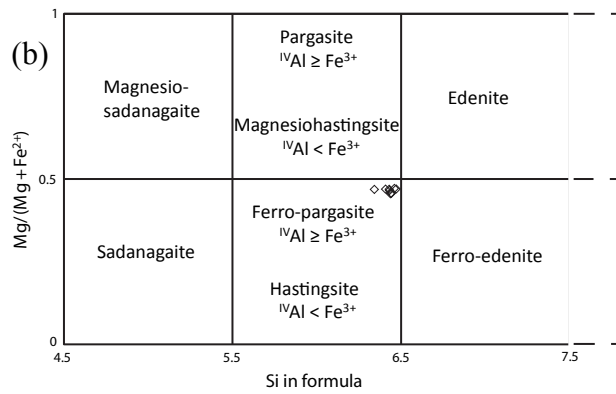 (b)
1
Pargasite
ᴵⱽAl ≥ Fe³⁺
Magnesio-
sadanagaite
Edenite
Magnesiohastingsite
ᴵⱽAl < Fe³⁺
Mg/(Mg+Fe²⁺)
0.5
Ferro-pargasite
ᴵⱽAl ≥ Fe³⁺
Sadanagaite
Ferro-edenite
Hastingsite
ᴵⱽAl < Fe³⁺
0
4.5 5.5 6.5 7.5
Si in formula